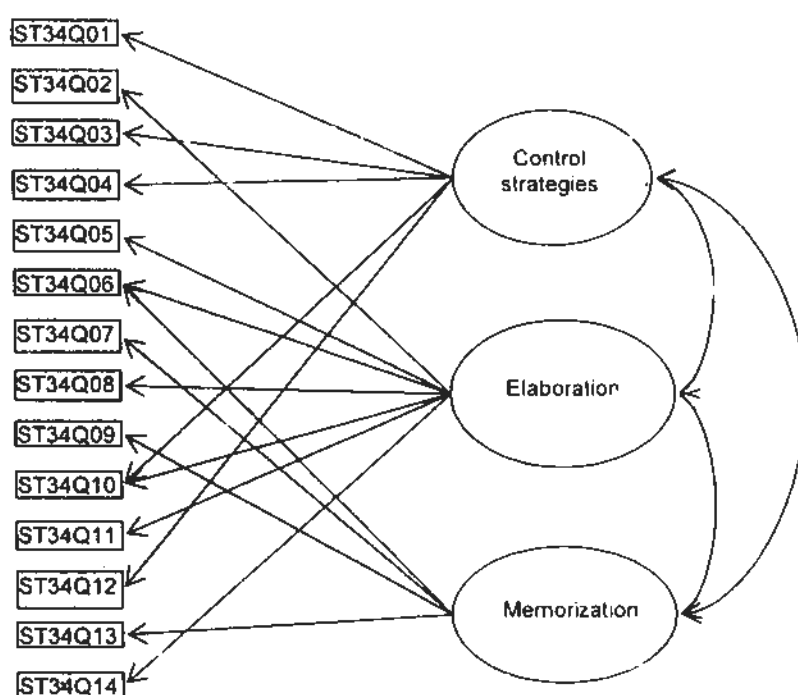 ST34Q01
ST34Q02
ST34Q03
ST34Q04
ST34Q05
ST34Q06
ST34Q07
ST34Q08
ST34Q09
ST34Q10
ST34Q11
ST34Q12
ST34Q13
ST34Q14
Control
strategies
Elaboration
Memorization